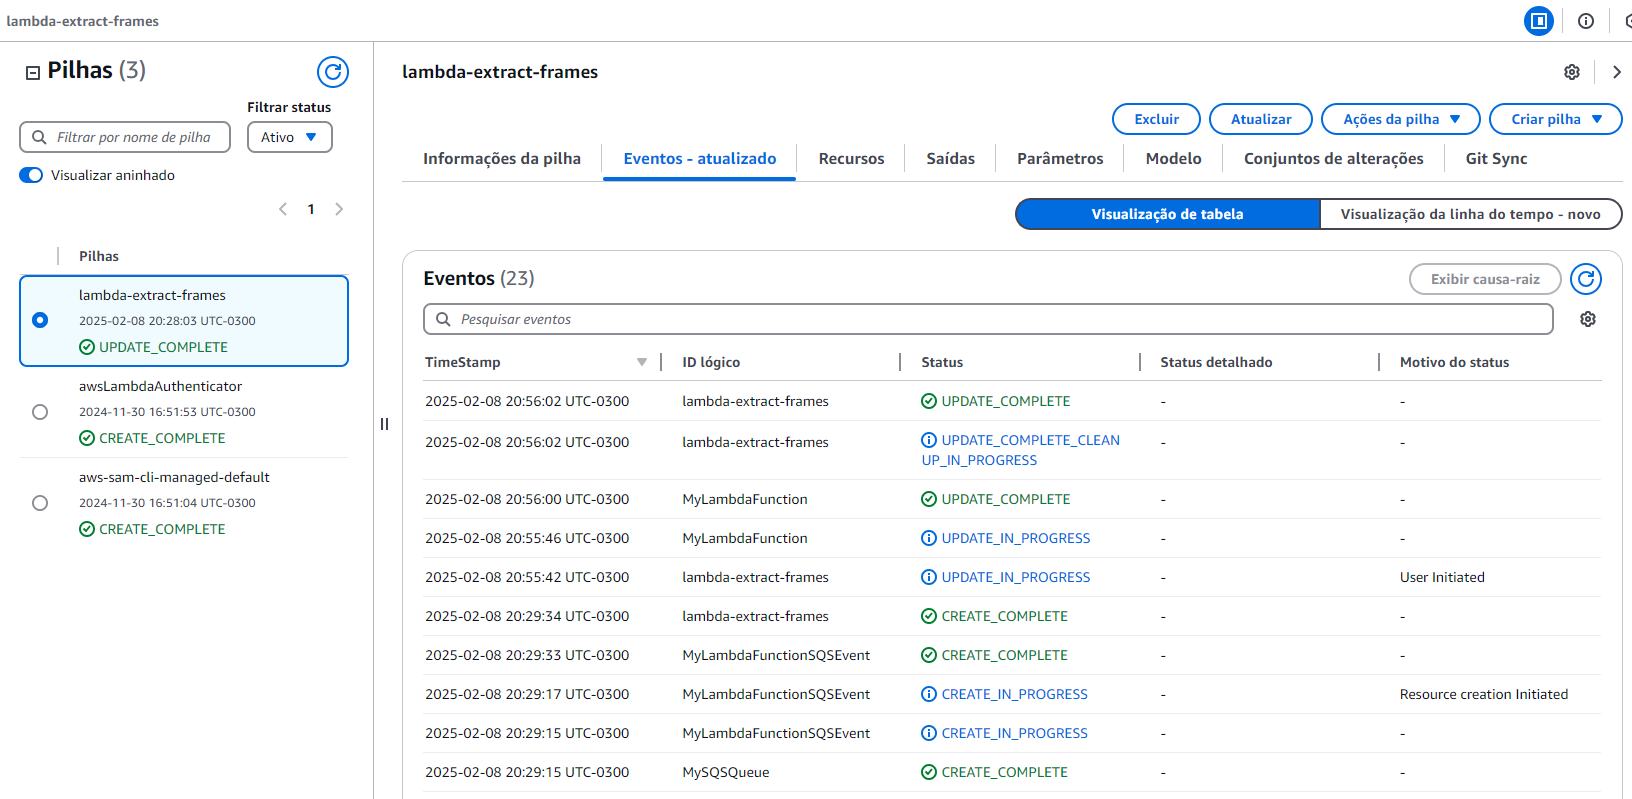 lambda-extract-frames
Pilhas (3)
Filtrar status
Filtrar por nome de pilha
Ativo
Visualizar aninhado
1
Pilhas
lambda-extract-frames
2025-02-08 20:28:03 UTC-0300
UPDATE_COMPLETE
awsLambdaAuthenticator
2024-11-30 16:51:53 UTC-0300
CREATE_COMPLETE
aws-sam-cli-managed-default
2024-11-30 16:51:04 UTC-0300
CREATE_COMPLETE
lambda-extract-frames
Excluir Atualizar Ações da pilha Criar pilha
Informações da pilha Eventos - atualizado Recursos Saídas Parâmetros Modelo Conjuntos de alterações Git Sync
Visualização de tabela Visualização da linha do tempo - novo
Eventos (23)
Exibir causa-raiz
Pesquisar eventos
TimeStamp ID lógico Status Status detalhado Motivo do status
2025-02-08 20:56:02 UTC-0300 lambda-extract-frames UPDATE_COMPLETE - -
2025-02-08 20:56:02 UTC-0300 lambda-extract-frames UPDATE_COMPLETE_CLEAN - -
UP_IN_PROGRESS
2025-02-08 20:56:00 UTC-0300 MyLambdaFunction UPDATE_COMPLETE - -
2025-02-08 20:55:46 UTC-0300 MyLambdaFunction UPDATE_IN_PROGRESS - -
2025-02-08 20:55:42 UTC-0300 lambda-extract-frames UPDATE_IN_PROGRESS - User Initiated
2025-02-08 20:29:34 UTC-0300 lambda-extract-frames CREATE_COMPLETE - -
2025-02-08 20:29:33 UTC-0300 MyLambdaFunctionSQSEvent CREATE_COMPLETE - -
2025-02-08 20:29:17 UTC-0300 MyLambdaFunctionSQSEvent CREATE_IN_PROGRESS - Resource creation Initiated
2025-02-08 20:29:15 UTC-0300 MyLambdaFunctionSQSEvent CREATE_IN_PROGRESS - -
2025-02-08 20:29:15 UTC-0300 MySQSQueue CREATE_COMPLETE - -